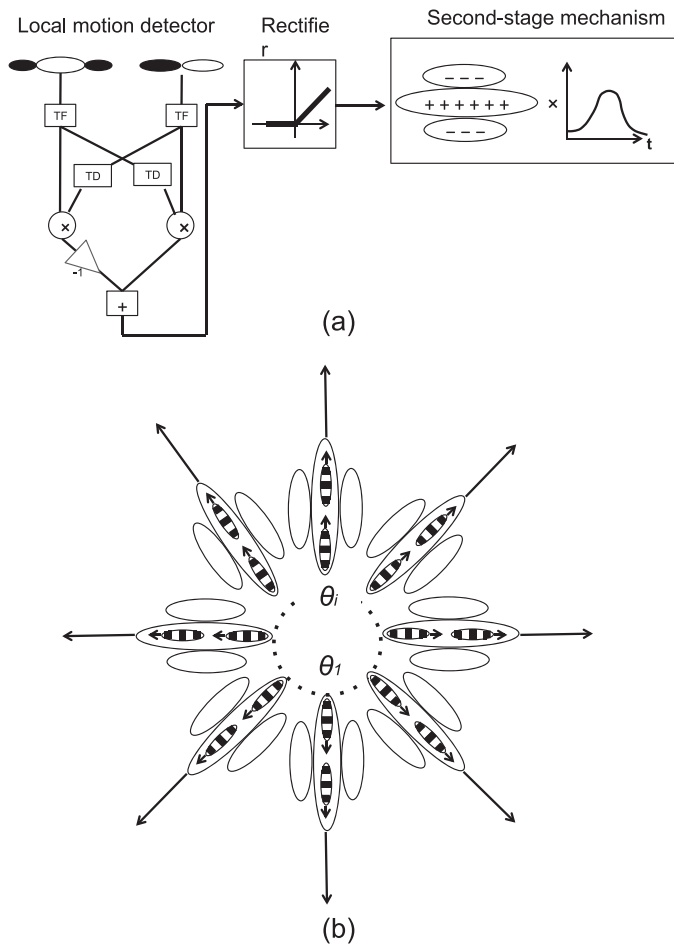 Local motion detector
Rectifie
r
Second-stage mechanism
TF
TF
TD
TD
×
×
-1
+
– – –
+ + + + + +
– – –
×
t
(a)
θi
θ1
(b)